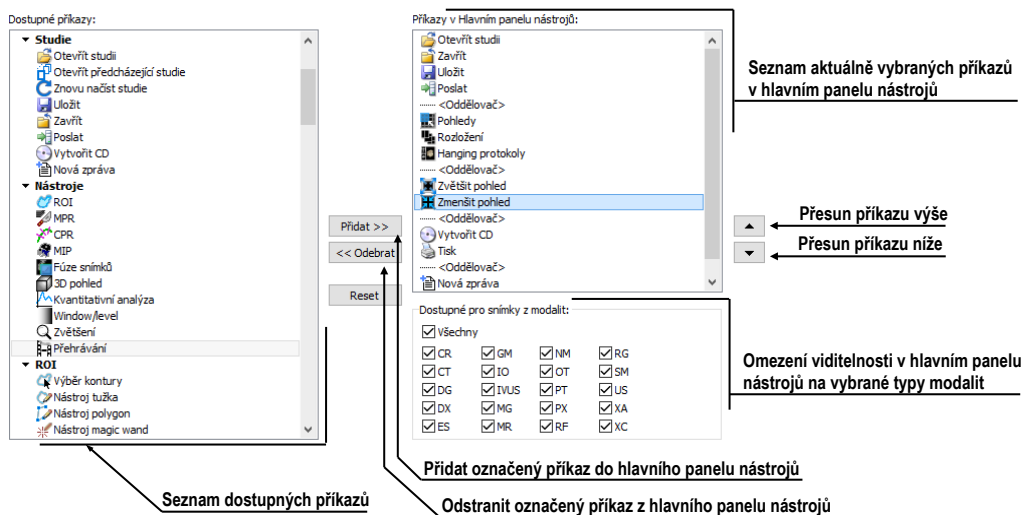 Dostupné příkazy:
Studie
Otevřít studii
Otevřít předcházející studie
Znovu načíst studie
Uložit
Zavřít
Poslat
Vytvořit CD
Nová zpráva
Nástroje
ROI
MPR
CPR
MIP
Fúze snímků
3D pohled
Kvantitativní analýza
Window/level
Zvětšení
Přehrávání
ROI
Výběr kontury
Nástroj tužka
Nástroj polygon
Nástroj magic wand
Přidat >>
<< Odebrat
Reset
Příkazy v Hlavním panelu nástrojů:
Otevřít studii
Zavřít
Uložit
Poslat
<Oddělovač>
Pohledy
Rozložení
Hanging protokoly
<Oddělovač>
Zvětšit pohled
Zmenšit pohled
<Oddělovač>
Vytvořit CD
Tisk
<Oddělovač>
Nová zpráva
Dostupné pro snímky z modalit:
Všechny
CR GM NM RG
CT IO OT SM
DG IVUS PT US
DX MG PX XA
ES MR RF XC
Seznam aktuálně vybraných příkazů
v hlavním panelu nástrojů
Přesun příkazu výše
Přesun příkazu níže
Omezení viditelnosti v hlavním panelu
nástrojů na vybrané typy modalit
Přidat označený příkaz do hlavního panelu nástrojů
Seznam dostupných příkazů
Odstranit označený příkaz z hlavního panelu nástrojů